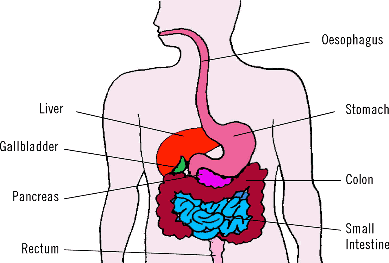 Oesophagus
Liver
Stomach
Gallbladder
Colon
Pancreas
Small
Intestine
Rectum